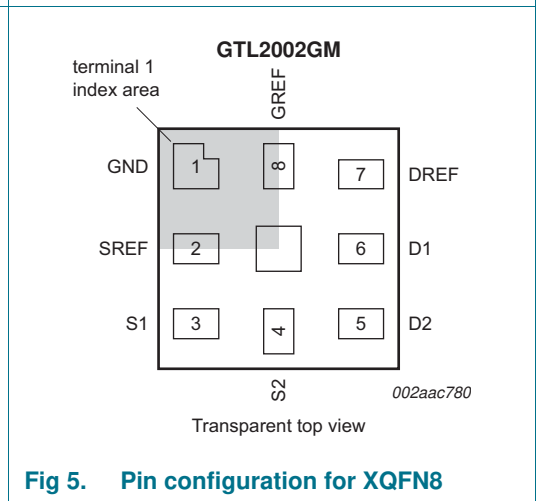 GTL2002GM
terminal 1
index area
GREF
GND 1 8 7 DREF
SREF 2 6 D1
S1 3 4 5 D2
S2
002aac780
Transparent top view
Fig 5. Pin configuration for XQFN8